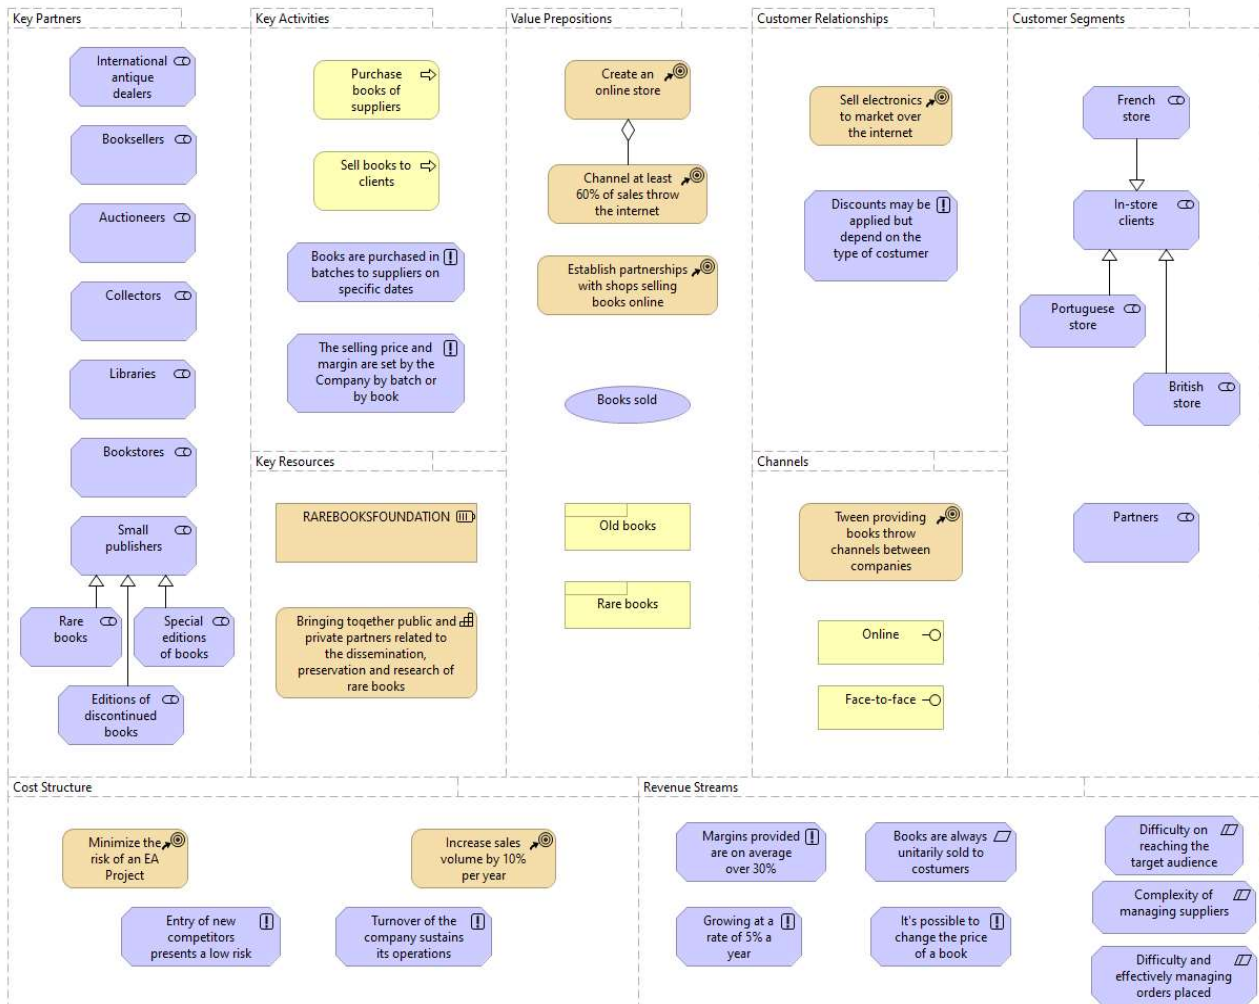 Key Partners
International
antique
dealers
Booksellers
Auctioneers
Collectors
Libraries
Bookstores
Small
publishers
Rare
books
Special
editions
of books
Editions of
discontinued
books
Key Activities
Purchase
books of
suppliers
Sell books to
clients
Books are purchased in
batches to suppliers on
specific dates
The selling price and
margin are set by the
Company by batch or
by book
Key Resources
RAREBOOKSFOUNDATION
Bringing toqether public and
private partners related to
the dissemination,
preservation and research of
rare books
Value Prepositions
Create an
online store
Channel at least
60% of sales throw
the internet
Establish partnerships
with shops selling
books online
Books sold
Old books
Rare books
Customer Relationships
Sell electronics
to market over
the internet
Discounts may be
applied but
depend on the
type of costumer
Channels
Tween providing
books throw
channels between
companies
Online
Face-to-face
Customer Segments
French
store
In-store
clients
Portuguese
store
British
store
Partners
Cost Structure
Minimize the
risk of an EA
Project
Increase sales
volume by 10%
per year
Entry of new
competitors
presents a low risk
Turnover of the
company sustains
its operations
Revenue Streams
Margins provided
are on average
over 30%
Books are always
unitarily sold to
costumers
Difficulty on
reaching the
target audience
Complexity of
managing suppliers
Growing at a
rate of 5% a
year
It's possible to
change the price
of a book
Difficulty and
effectively managing
orders placed